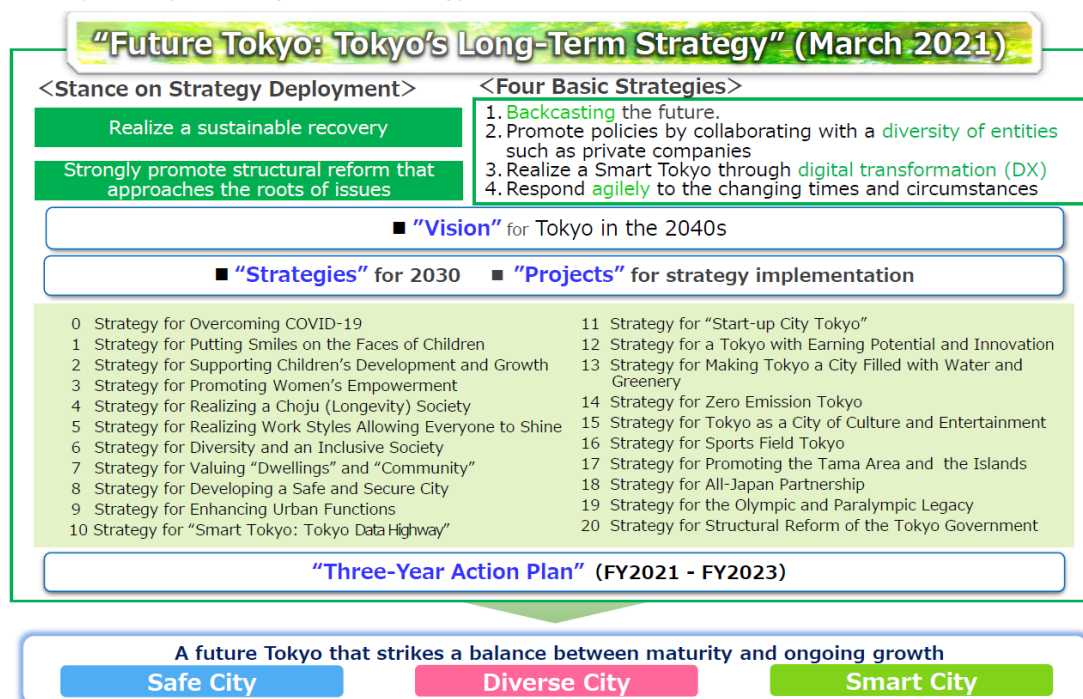 “Future Tokyo: Tokyo’s Long-Term Strategy” (March 2021)
<Stance on Strategy Deployment>
Realize a sustainable recovery
Strongly promote structural reform that
approaches the roots of issues
<Four Basic Strategies>
1. Backcasting the future.
2. Promote policies by collaborating with a diversity of entities
such as private companies
3. Realize a Smart Tokyo through digital transformation (DX)
4. Respond agilely to the changing times and circumstances
■ ”Vision” for Tokyo in the 2040s
■ “Strategies” for 2030 ■ ”Projects” for strategy implementation
0 Strategy for Overcoming COVID-19
1 Strategy for Putting Smiles on the Faces of Children
2 Strategy for Supporting Children’s Development and Growth
3 Strategy for Promoting Women’s Empowerment
4 Strategy for Realizing a Choju (Longevity) Society
5 Strategy for Realizing Work Styles Allowing Everyone to Shine
6 Strategy for Diversity and an Inclusive Society
7 Strategy for Valuing “Dwellings” and “Community”
8 Strategy for Developing a Safe and Secure City
9 Strategy for Enhancing Urban Functions
10 Strategy for “Smart Tokyo: Tokyo Data Highway”
11 Strategy for “Start-up City Tokyo”
12 Strategy for a Tokyo with Earning Potential and Innovation
13 Strategy for Making Tokyo a City Filled with Water and
Greenery
14 Strategy for Zero Emission Tokyo
15 Strategy for Tokyo as a City of Culture and Entertainment
16 Strategy for Sports Field Tokyo
17 Strategy for Promoting the Tama Area and the Islands
18 Strategy for All-Japan Partnership
19 Strategy for the Olympic and Paralympic Legacy
20 Strategy for Structural Reform of the Tokyo Government
“Three-Year Action Plan” (FY2021 - FY2023)
A future Tokyo that strikes a balance between maturity and ongoing growth
Safe City
Diverse City
Smart City